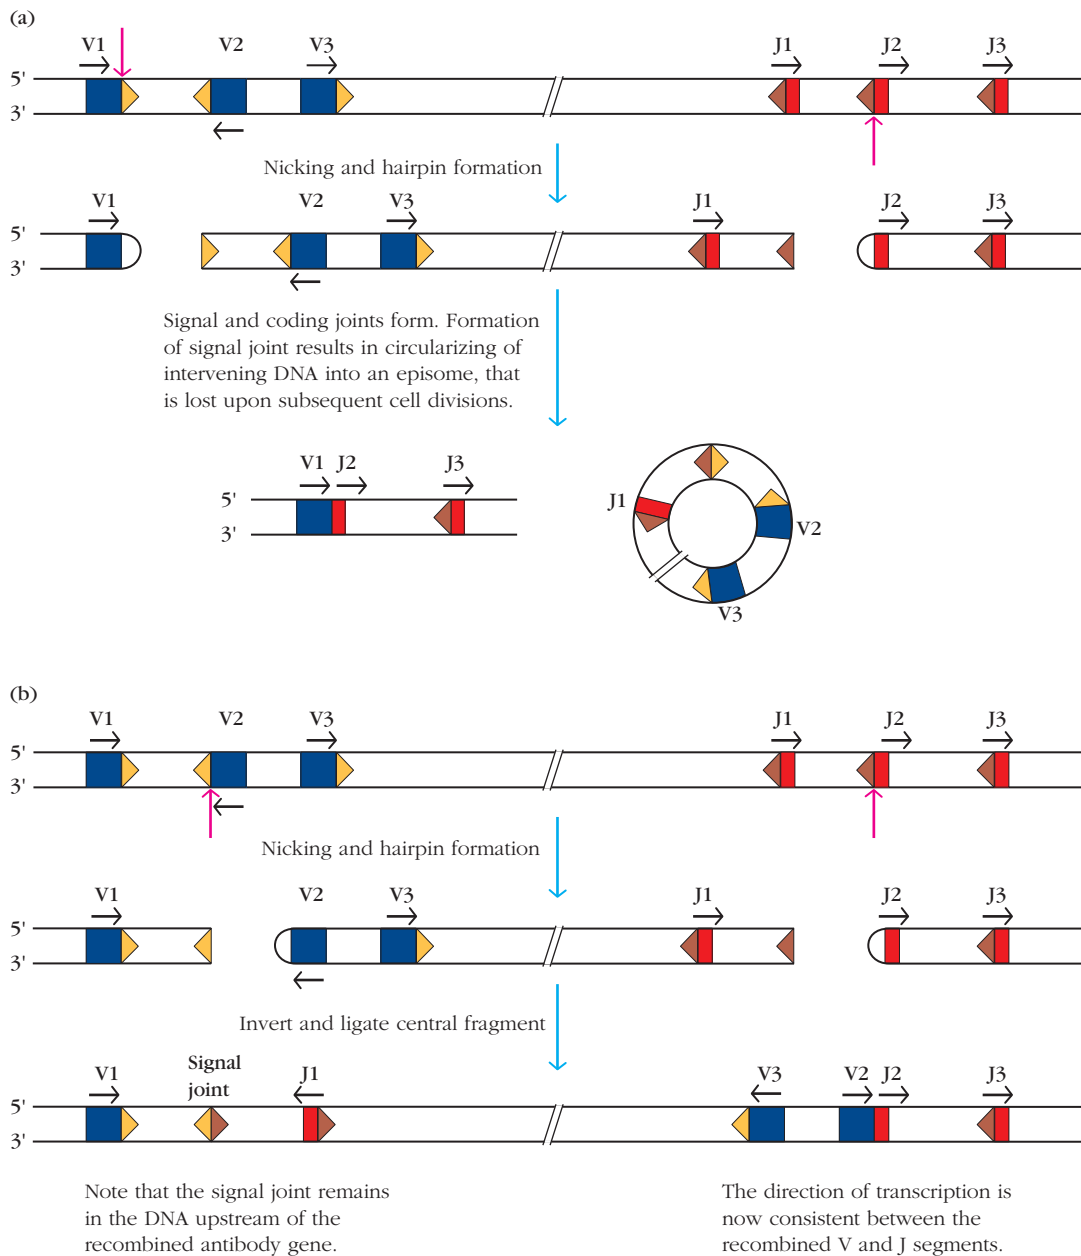 (a)
V1 V2 V3 J1 J2 J3
5'
3'
Nicking and hairpin formation
V1 V2 V3 J1 J2 J3
5'
3'
Signal and coding joints form. Formation
of signal joint results in circularizing of
intervening DNA into an episome, that
is lost upon subsequent cell divisions.
V1 J2 J3
5'
3'
J1
V2
V3
(b)
V1 V2 V3 J1 J2 J3
5'
3'
Nicking and hairpin formation
V1 V2 V3 J1 J2 J3
5'
3'
Invert and ligate central fragment
Signal
joint
V1 J1 V3 V2 J2 J3
5'
3'
Note that the signal joint remains
in the DNA upstream of the
recombined antibody gene.
The direction of transcription is
now consistent between the
recombined V and J segments.